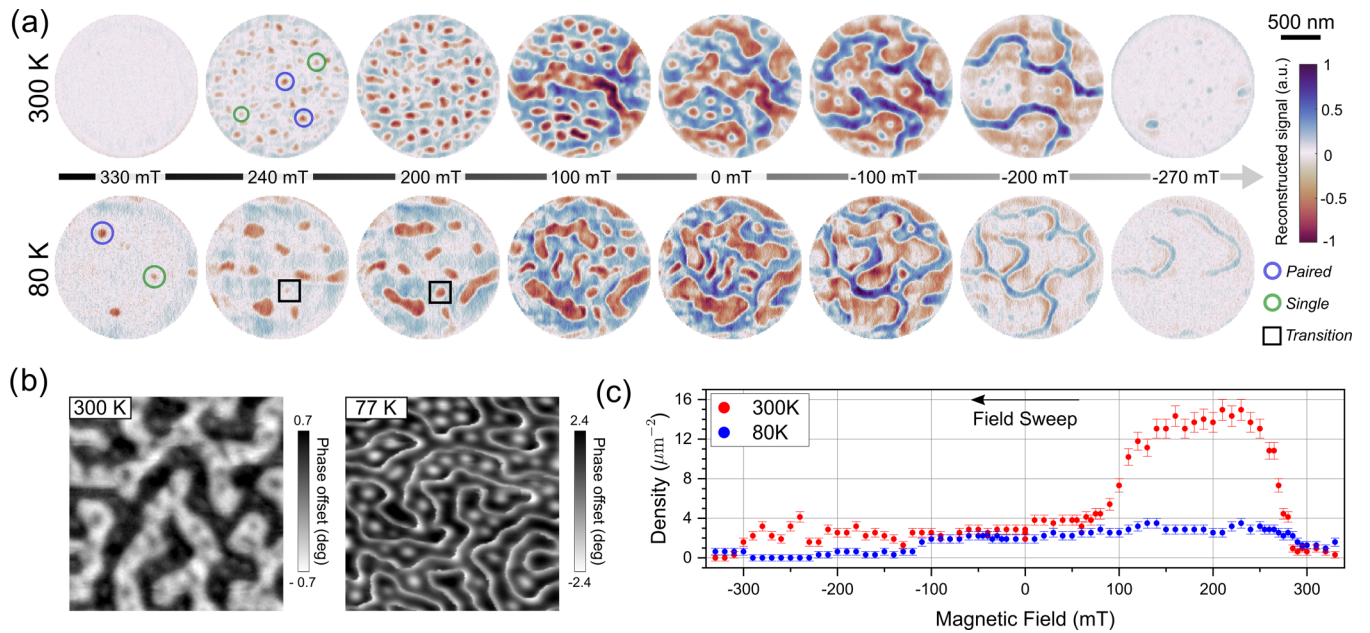 (a)
300 K
500 nm
Reconstructed signal (a.u.)
1
0.5
0
-0.5
-1
330 mT
240 mT
200 mT
100 mT
0 mT
-100 mT
-200 mT
-270 mT
80 K
Paired
Single
Transition
(b)
300 K
0.7
Phase offset (deg)
- 0.7
77 K
2.4
Phase offset (deg)
-2.4
(c)
300K
80K
Field Sweep
Density (μm⁻²)
16
12
8
4
0
-300
-200
-100
0
100
200
300
Magnetic Field (mT)